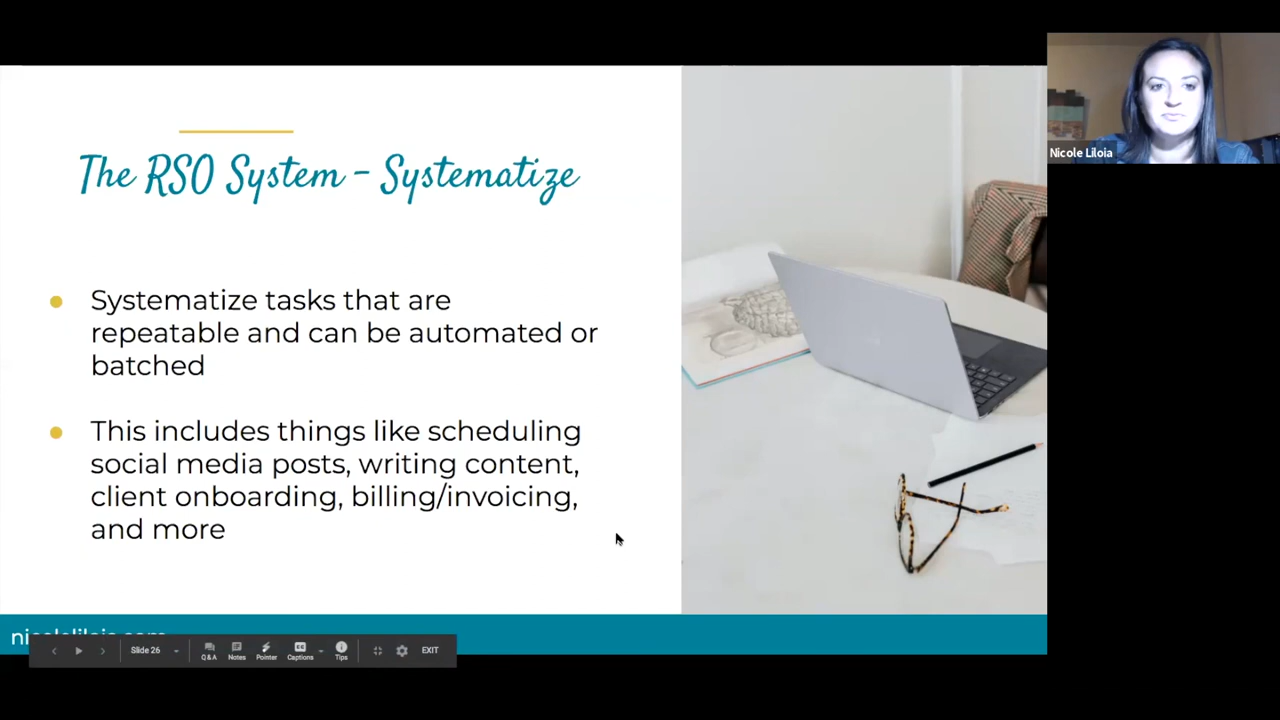 The RSO System - Systematize
Systematize tasks that are
repeatable and can be automated or
batched
This includes things like scheduling
social media posts, writing content,
client onboarding, billing/invoicing,
and more
Nicole Liloia
nicoleliloia.com
Slide 26
Q & A
Notes
Pointer
Captions
Tips
EXIT